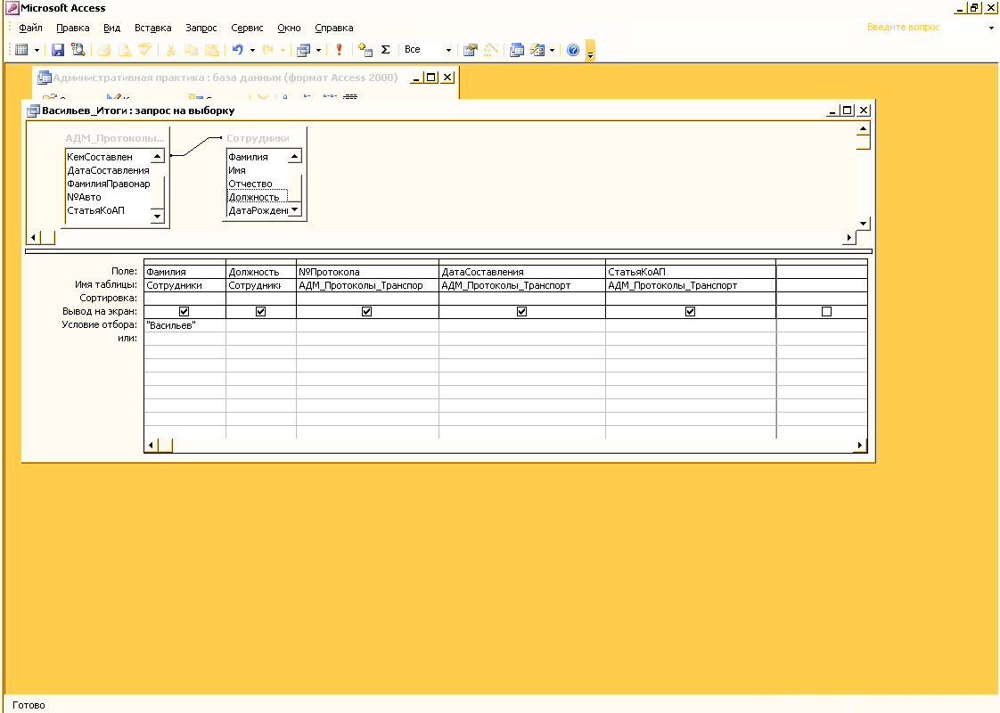 Microsoft Access
Файл Правка Вид Вставка Запрос Сервис Окно Справка
Введите вопрос
Все
Административная практика : база данных (формат Access 2000)
Васильев_Итоги : запрос на выборку
АДМ_Протоколы...
КемСоставлен
ДатаСоставления
ФамилияПравонар
№Авто
СтатьяКоАП
Сотрудники
Фамилия
Имя
Отчество
Должность
ДатаРожден
Поле: Фамилия Должность №Протокола ДатаСоставления СтатьяКоАП
Имя таблицы: Сотрудники Сотрудники АДМ_Протоколы_Транспор АДМ_Протоколы_Транспорт АДМ_Протоколы_Транспорт
Сортировка:
Вывод на экран:
Условие отбора: "Васильев"
или:
Готово